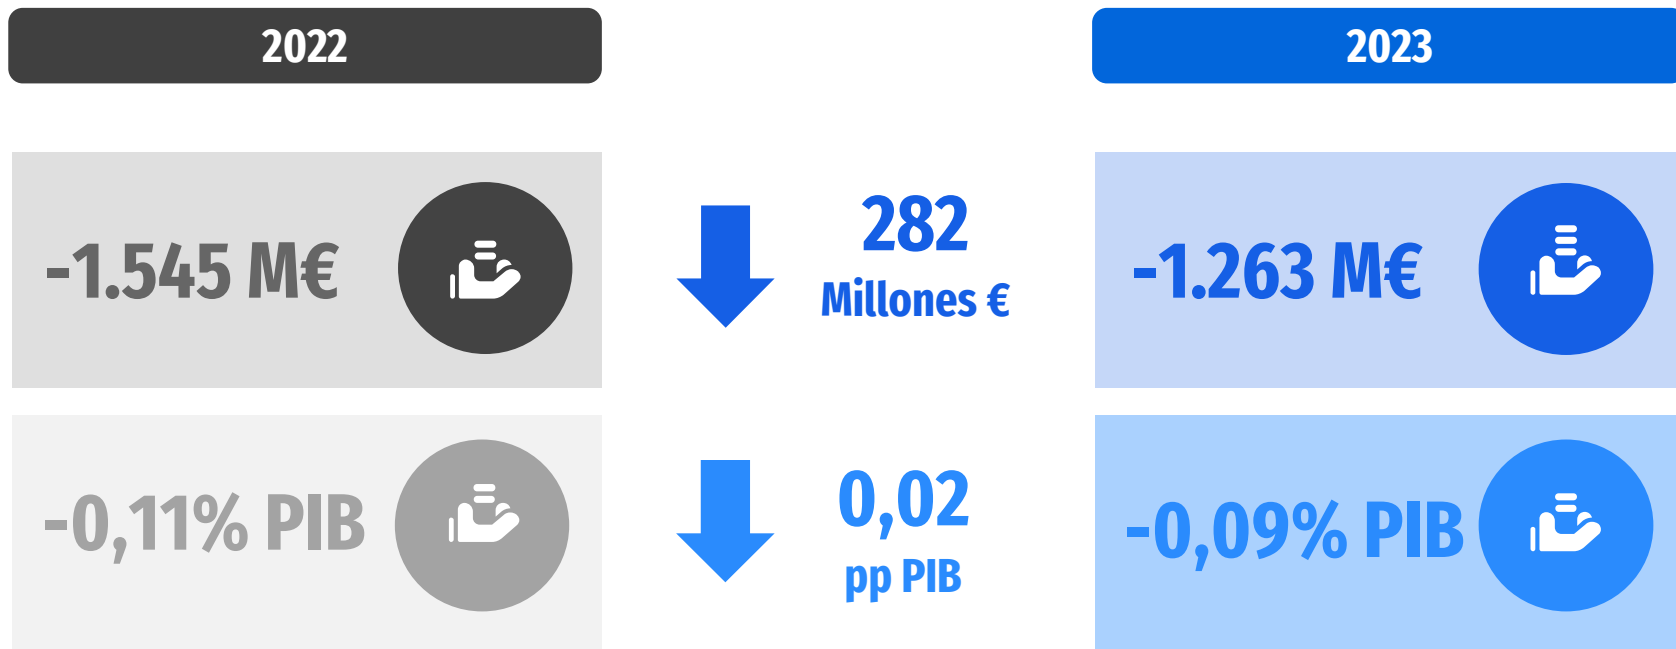 2022
2023
-1.545 M€
282
Millones €
-1.263 M€
-0,11% PIB
0,02
pp PIB
-0,09% PIB